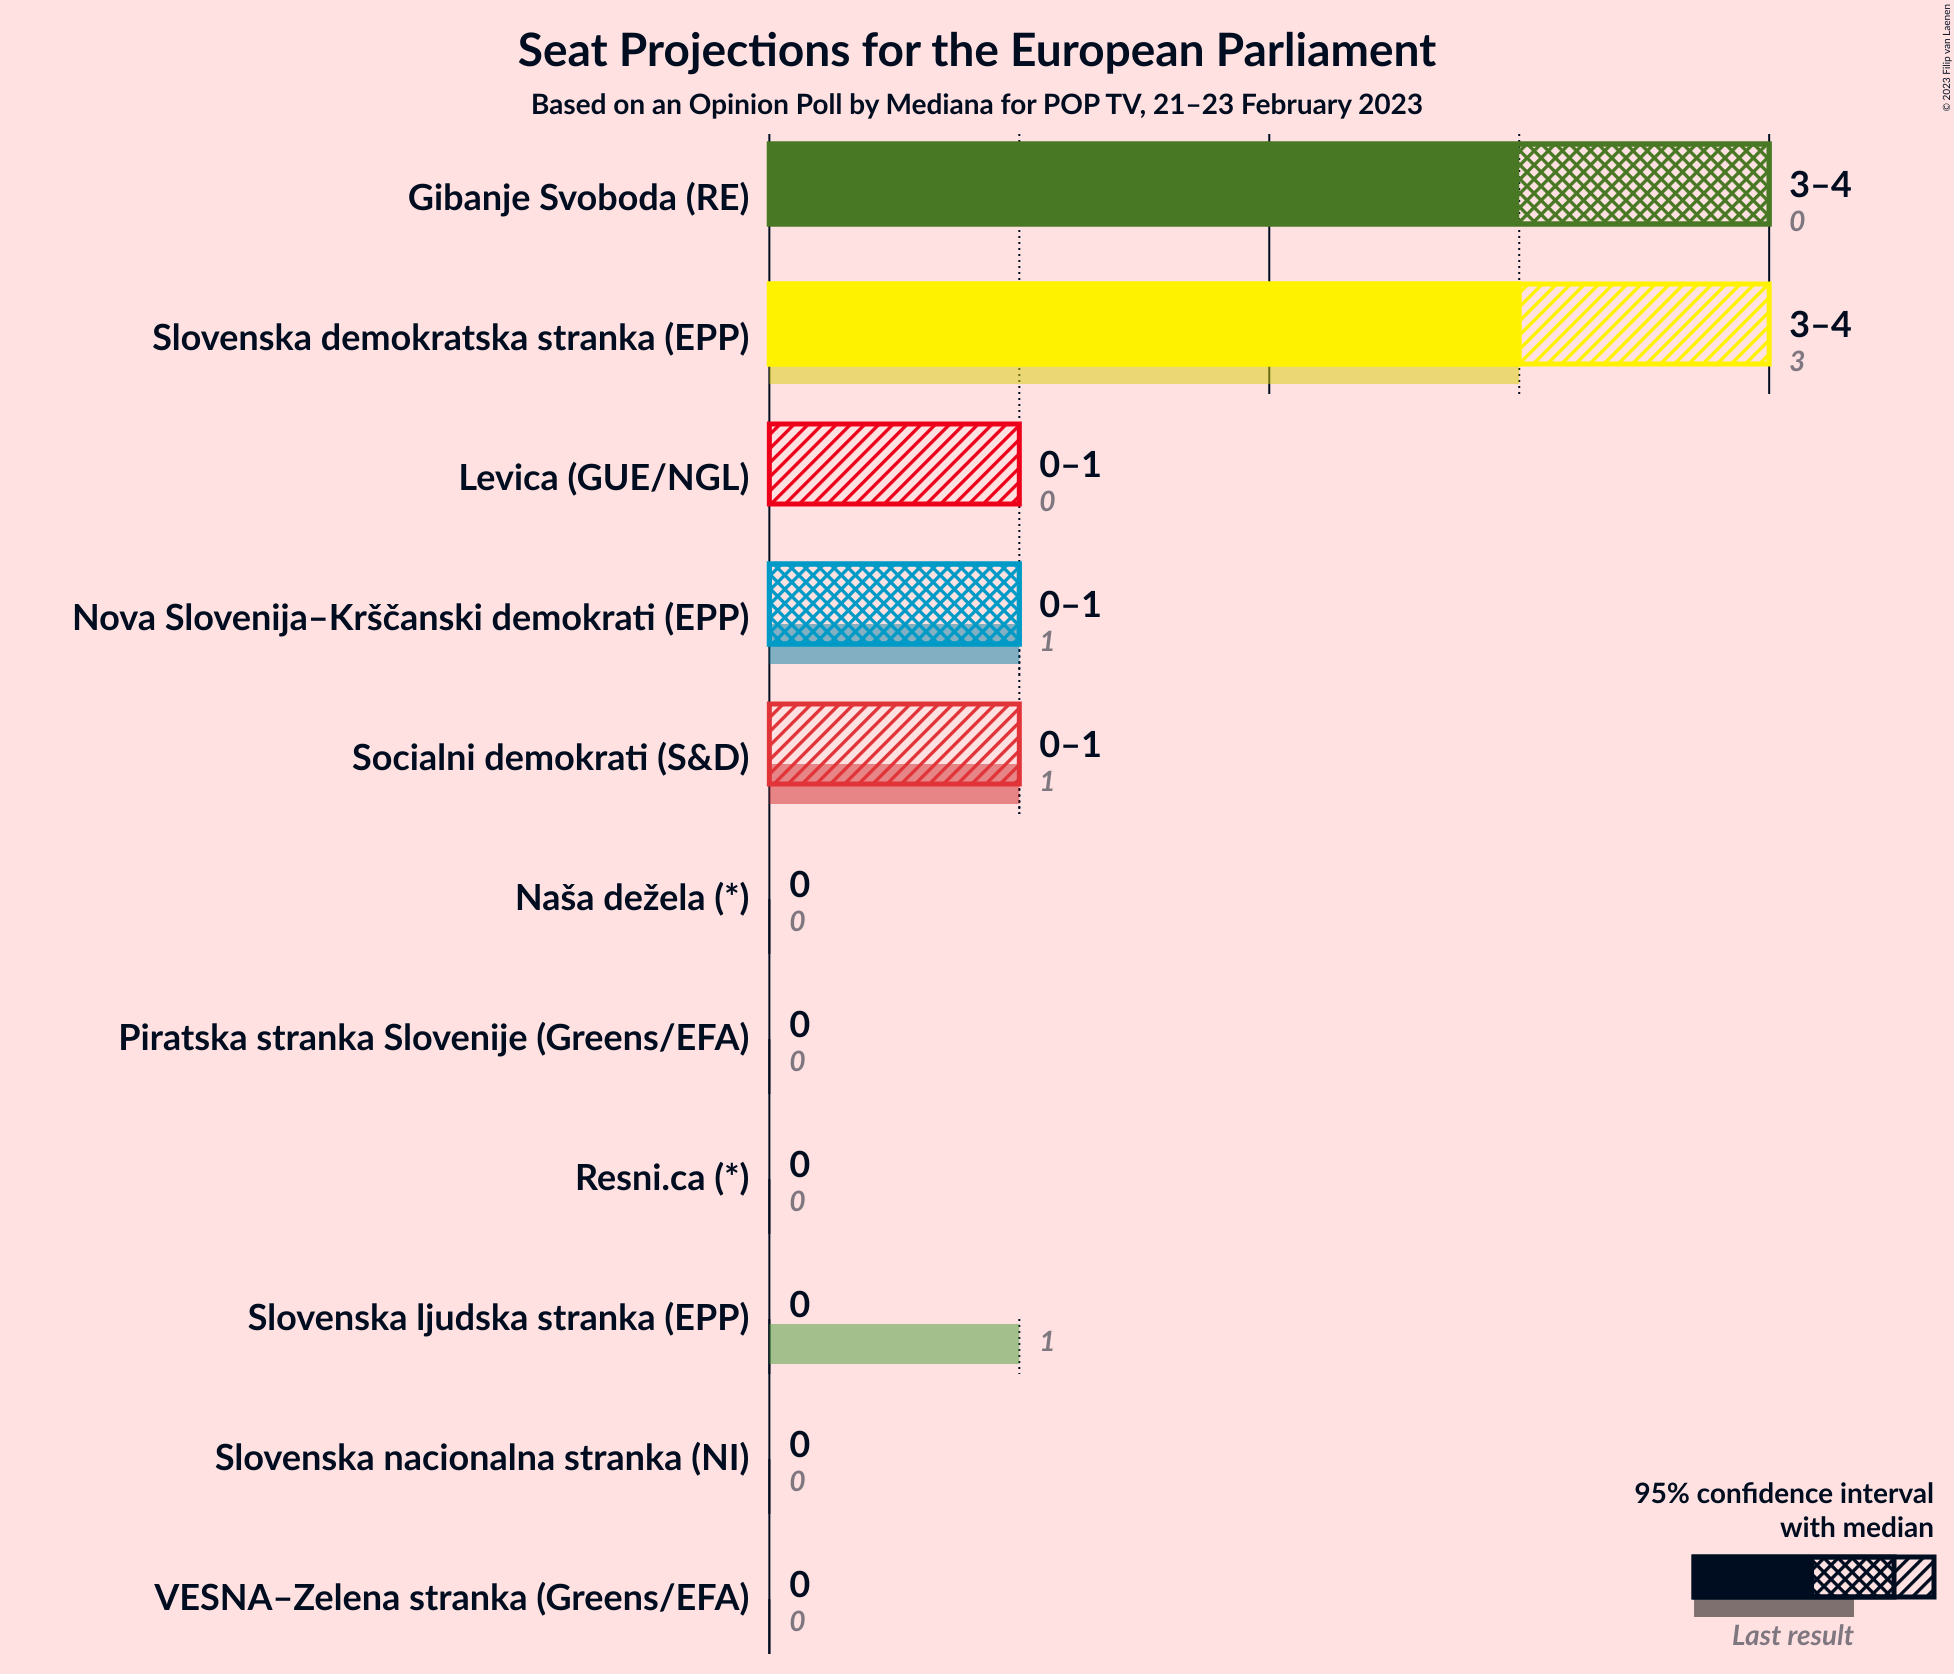 Seat Projections for the European Parliament
Based on an Opinion Poll by Mediana for POP TV, 21–23 February 2023
© 2023 Filip van Laenen
Gibanje Svoboda (RE)
3–4
0
Slovenska demokratska stranka (EPP)
3–4
3
Levica (GUE/NGL)
0–1
0
Nova Slovenija–Krščanski demokrati (EPP)
0–1
1
Socialni demokrati (S&D)
0–1
1
Naša dežela (*)
0
0
Piratska stranka Slovenije (Greens/EFA)
0
0
Resni.ca (*)
0
0
Slovenska ljudska stranka (EPP)
0
1
Slovenska nacionalna stranka (NI)
0
0
VESNA–Zelena stranka (Greens/EFA)
0
0
95% confidence interval
with median
Last result